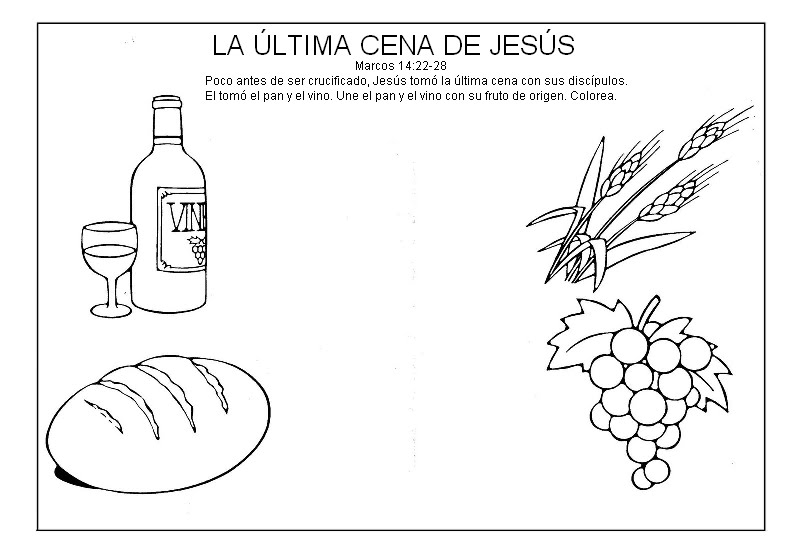 LA ÚLTIMA CENA DE JESÚS
Marcos 14:22-28
Poco antes de ser crucificado, Jesús tomó la última cena con sus discípulos.
El tomó el pan y el vino. Une el pan y el vino con su fruto de origen. Colorea.
VINE